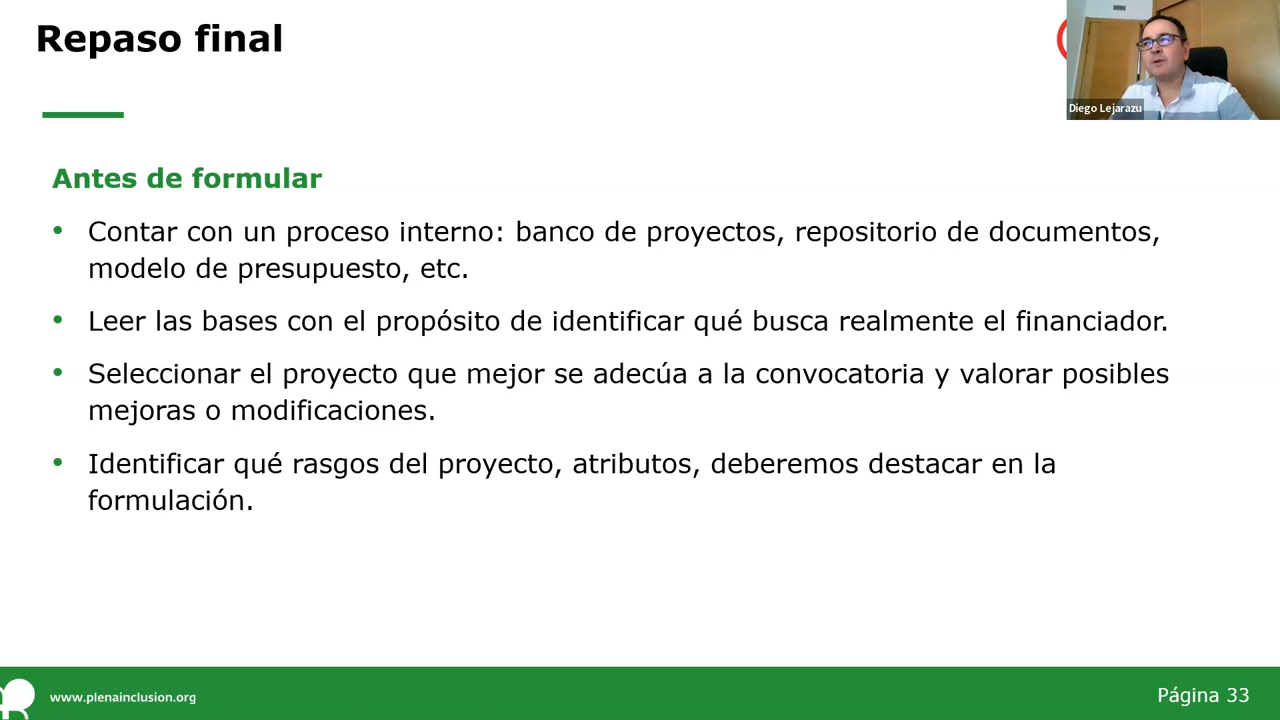 Repaso final
Diego Lejarazu
Antes de formular
• Contar con un proceso interno: banco de proyectos, repositorio de documentos,
modelo de presupuesto, etc.
• Leer las bases con el propósito de identificar qué busca realmente el financiador.
• Seleccionar el proyecto que mejor se adecúa a la convocatoria y valorar posibles
mejoras o modificaciones.
• Identificar qué rasgos del proyecto, atributos, deberemos destacar en la
formulación.
www.plenainclusion.org
Página 33